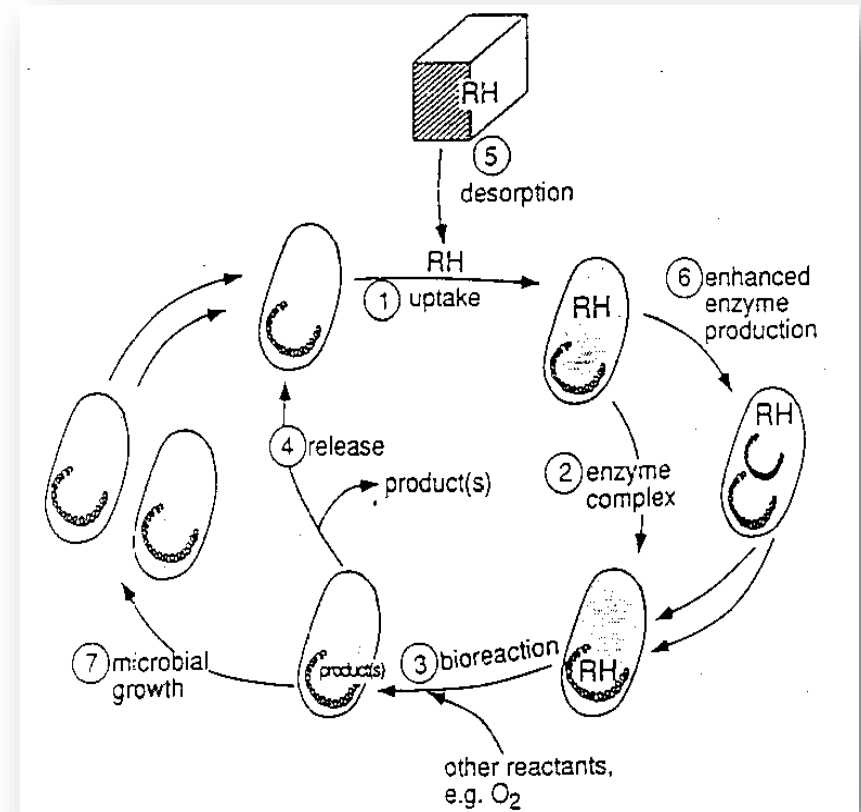 RH
5
desorption
RH
1 uptake
6 enhanced
enzyme
production
RH
RH
4 release
product(s)
2 enzyme
complex
7 microbial
growth
product(s)
3 bioreaction
RH
other reactants,
e.g. O₂